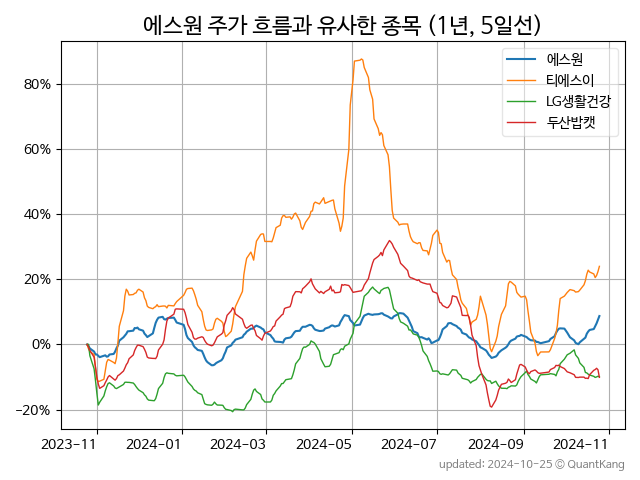 에스원 주가 흐름과 유사한 종목 (1년, 5일선)
에스원
티에스이
LG생활건강
두산밥캣
80%
60%
40%
20%
0%
−20%
2023-11
2024-01
2024-03
2024-05
2024-07
2024-09
2024-11
updated: 2024-10-25 © QuantKang